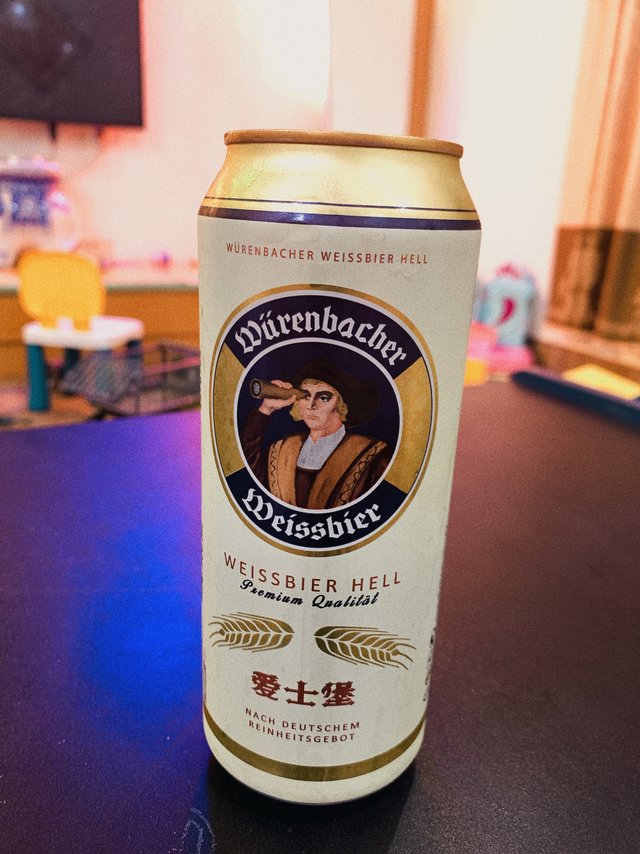 WÜRENBACHER WEISSBIER HELL
Würenbacher
Weissbier
WEISSBIER HELL
Premium Qualität
爱士堡
NACH DEUTSCHEM
REINHEITSGEBOT